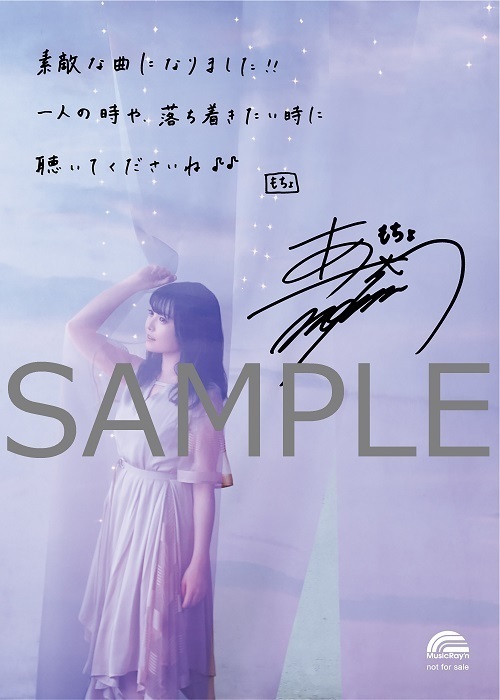 素敵な曲になりました!!
一人の時や、落ち着きたい時に
聴いてくださいね♪♪
もちょ
もちょ
SAMPLE
MusicRay'n
not for sale